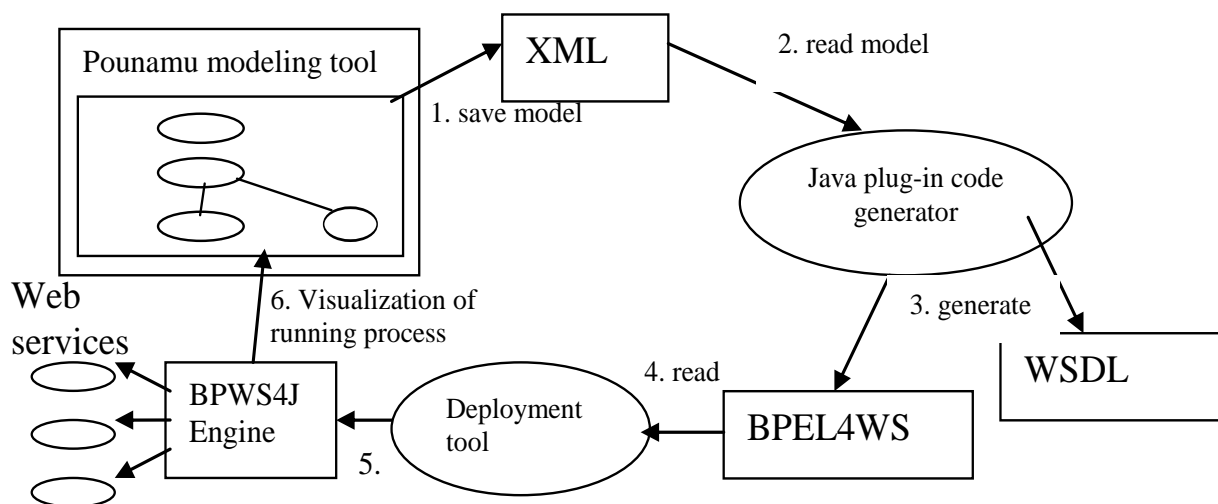 Pounamu modeling tool
XML
2. read model
1. save model
Java plug-in code
generator
6. Visualization of
running process
3. generate
Web
services
WSDL
BPWS4J
Engine
5.
Deployment
tool
4. read
BPEL4WS